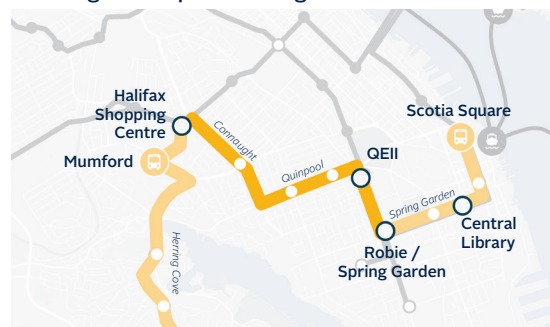 Halifax
Shopping
Centre
Scotia Square
Connaught
Mumford
QEII
Quinpool
Spring Garden
Central
Library
Herring Cove
Robie /
Spring Garden